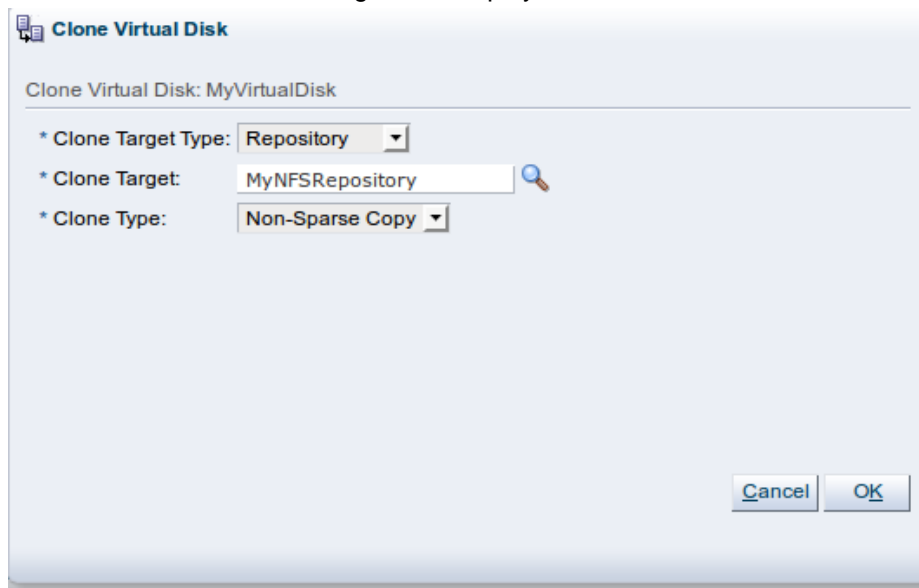 Clone Virtual Disk
Clone Virtual Disk: MyVirtualDisk
* Clone Target Type: Repository
* Clone Target: MyNFSRepository
* Clone Type: Non-Sparse Copy
Cancel OK